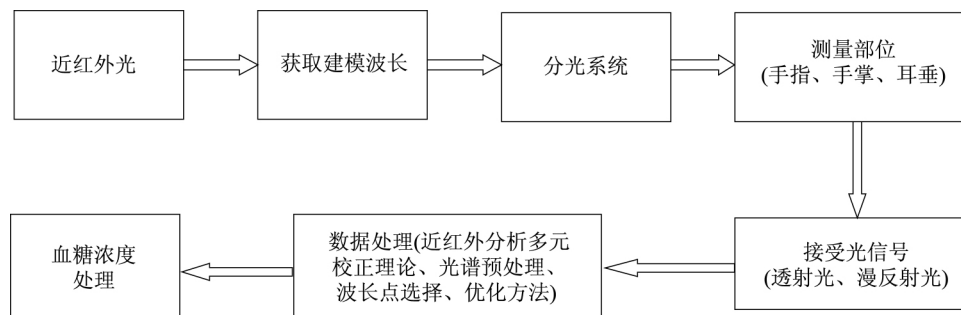 近红外光
获取建模波长
分光系统
测量部位
(手指、手掌、耳垂)
接受光信号
(透射光、漫反射光)
数据处理(近红外分析多元
校正理论、光谱预处理、
波长点选择、优化方法)
血糖浓度
处理